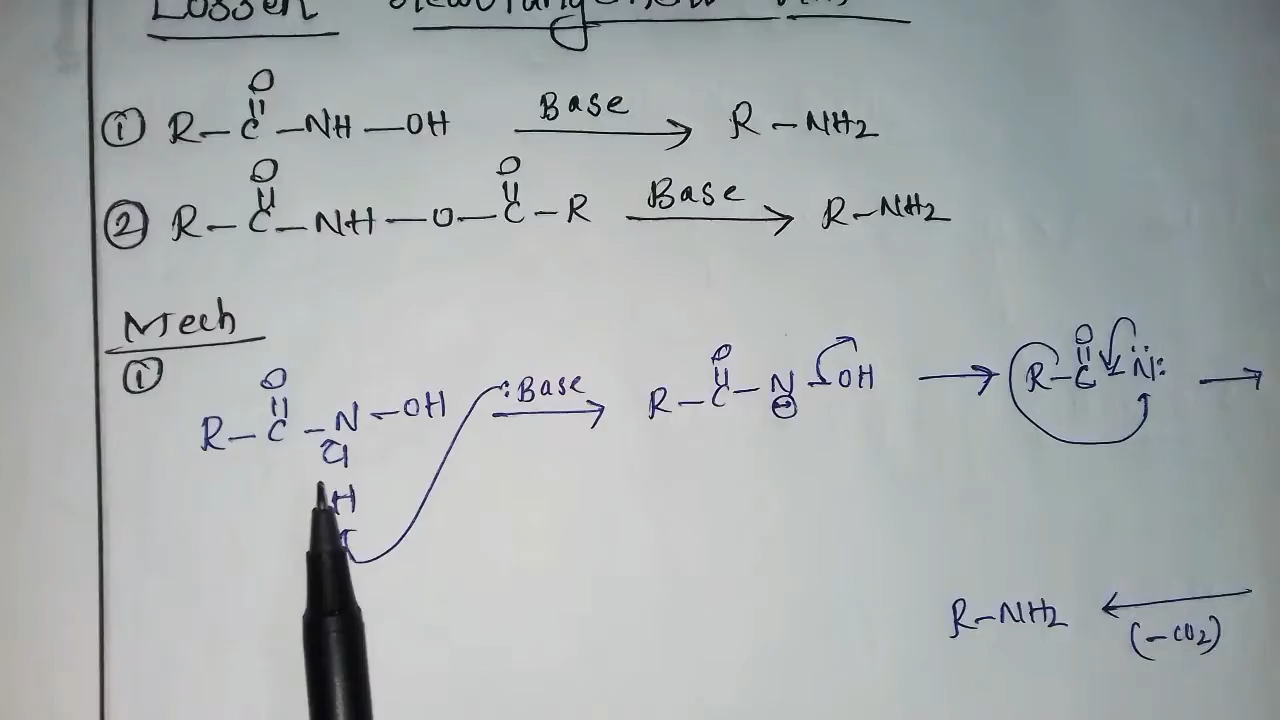 Lossen
① R-C(=O)-NH-OH Base → R-NH2
② R-C(=O)-NH-O-C(=O)-R Base → R-NH2
Mech
①
R-C(=O)-N-OH :Base → R-C(=O)-N⊖-OH → R-C(=O)-N: →
H
R-NH2 ← (-CO2)